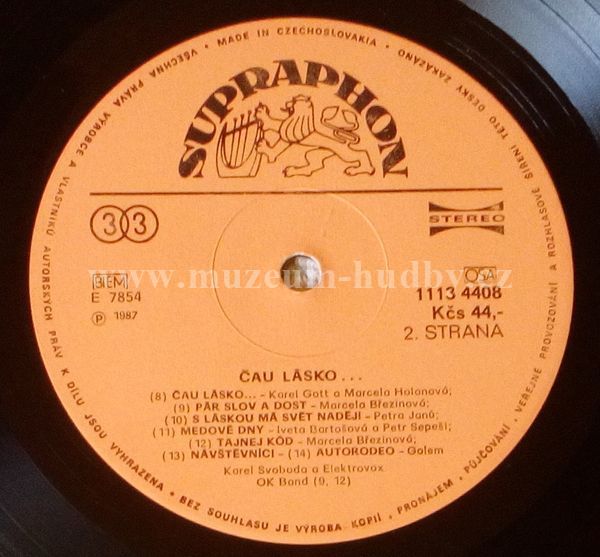 VŠECHNA PRÁVA VÝROBCE A VLASTNÍKŮ AUTORSKÝCH PRÁV K DÍLU JSOU VYHRAZENA • BEZ SOUHLASU JE VÝROBA KOPIÍ • PRONÁJEM • PŮJČOVÁNÍ • VEŘEJNÉ PROVOZOVÁNÍ A ROZHLASOVÉ ŠÍŘENÍ TÉTO DESKY ZAKÁZÁNO • MADE IN CZECHOSLOVAKIA •
SUPRAPHON
33
STEREO
www.muzeum-hudby.cz
BIEM
OSA
E 7854
1113 4408
Ⓟ 1987
Kčs 44,-
2. STRANA
ČAU LÁSKO...
(8) ČAU LÁSKO... - Karel Gott a Marcela Holanová;
(9) PÁR SLOV A DOST - Marcela Březinová;
(10) S LÁSKOU MÁ SVĚT NADĚJI - Petra Janů;
(11) MEDOVÉ DNY - Iveta Bartošová a Petr Sepeši;
(12) TAJNEJ KÓD - Marcela Březinová;
(13) NÁVŠTĚVNÍCI - (14) AUTORODEO - Golem
Karel Svoboda a Elektrovox
OK Band (9, 12)